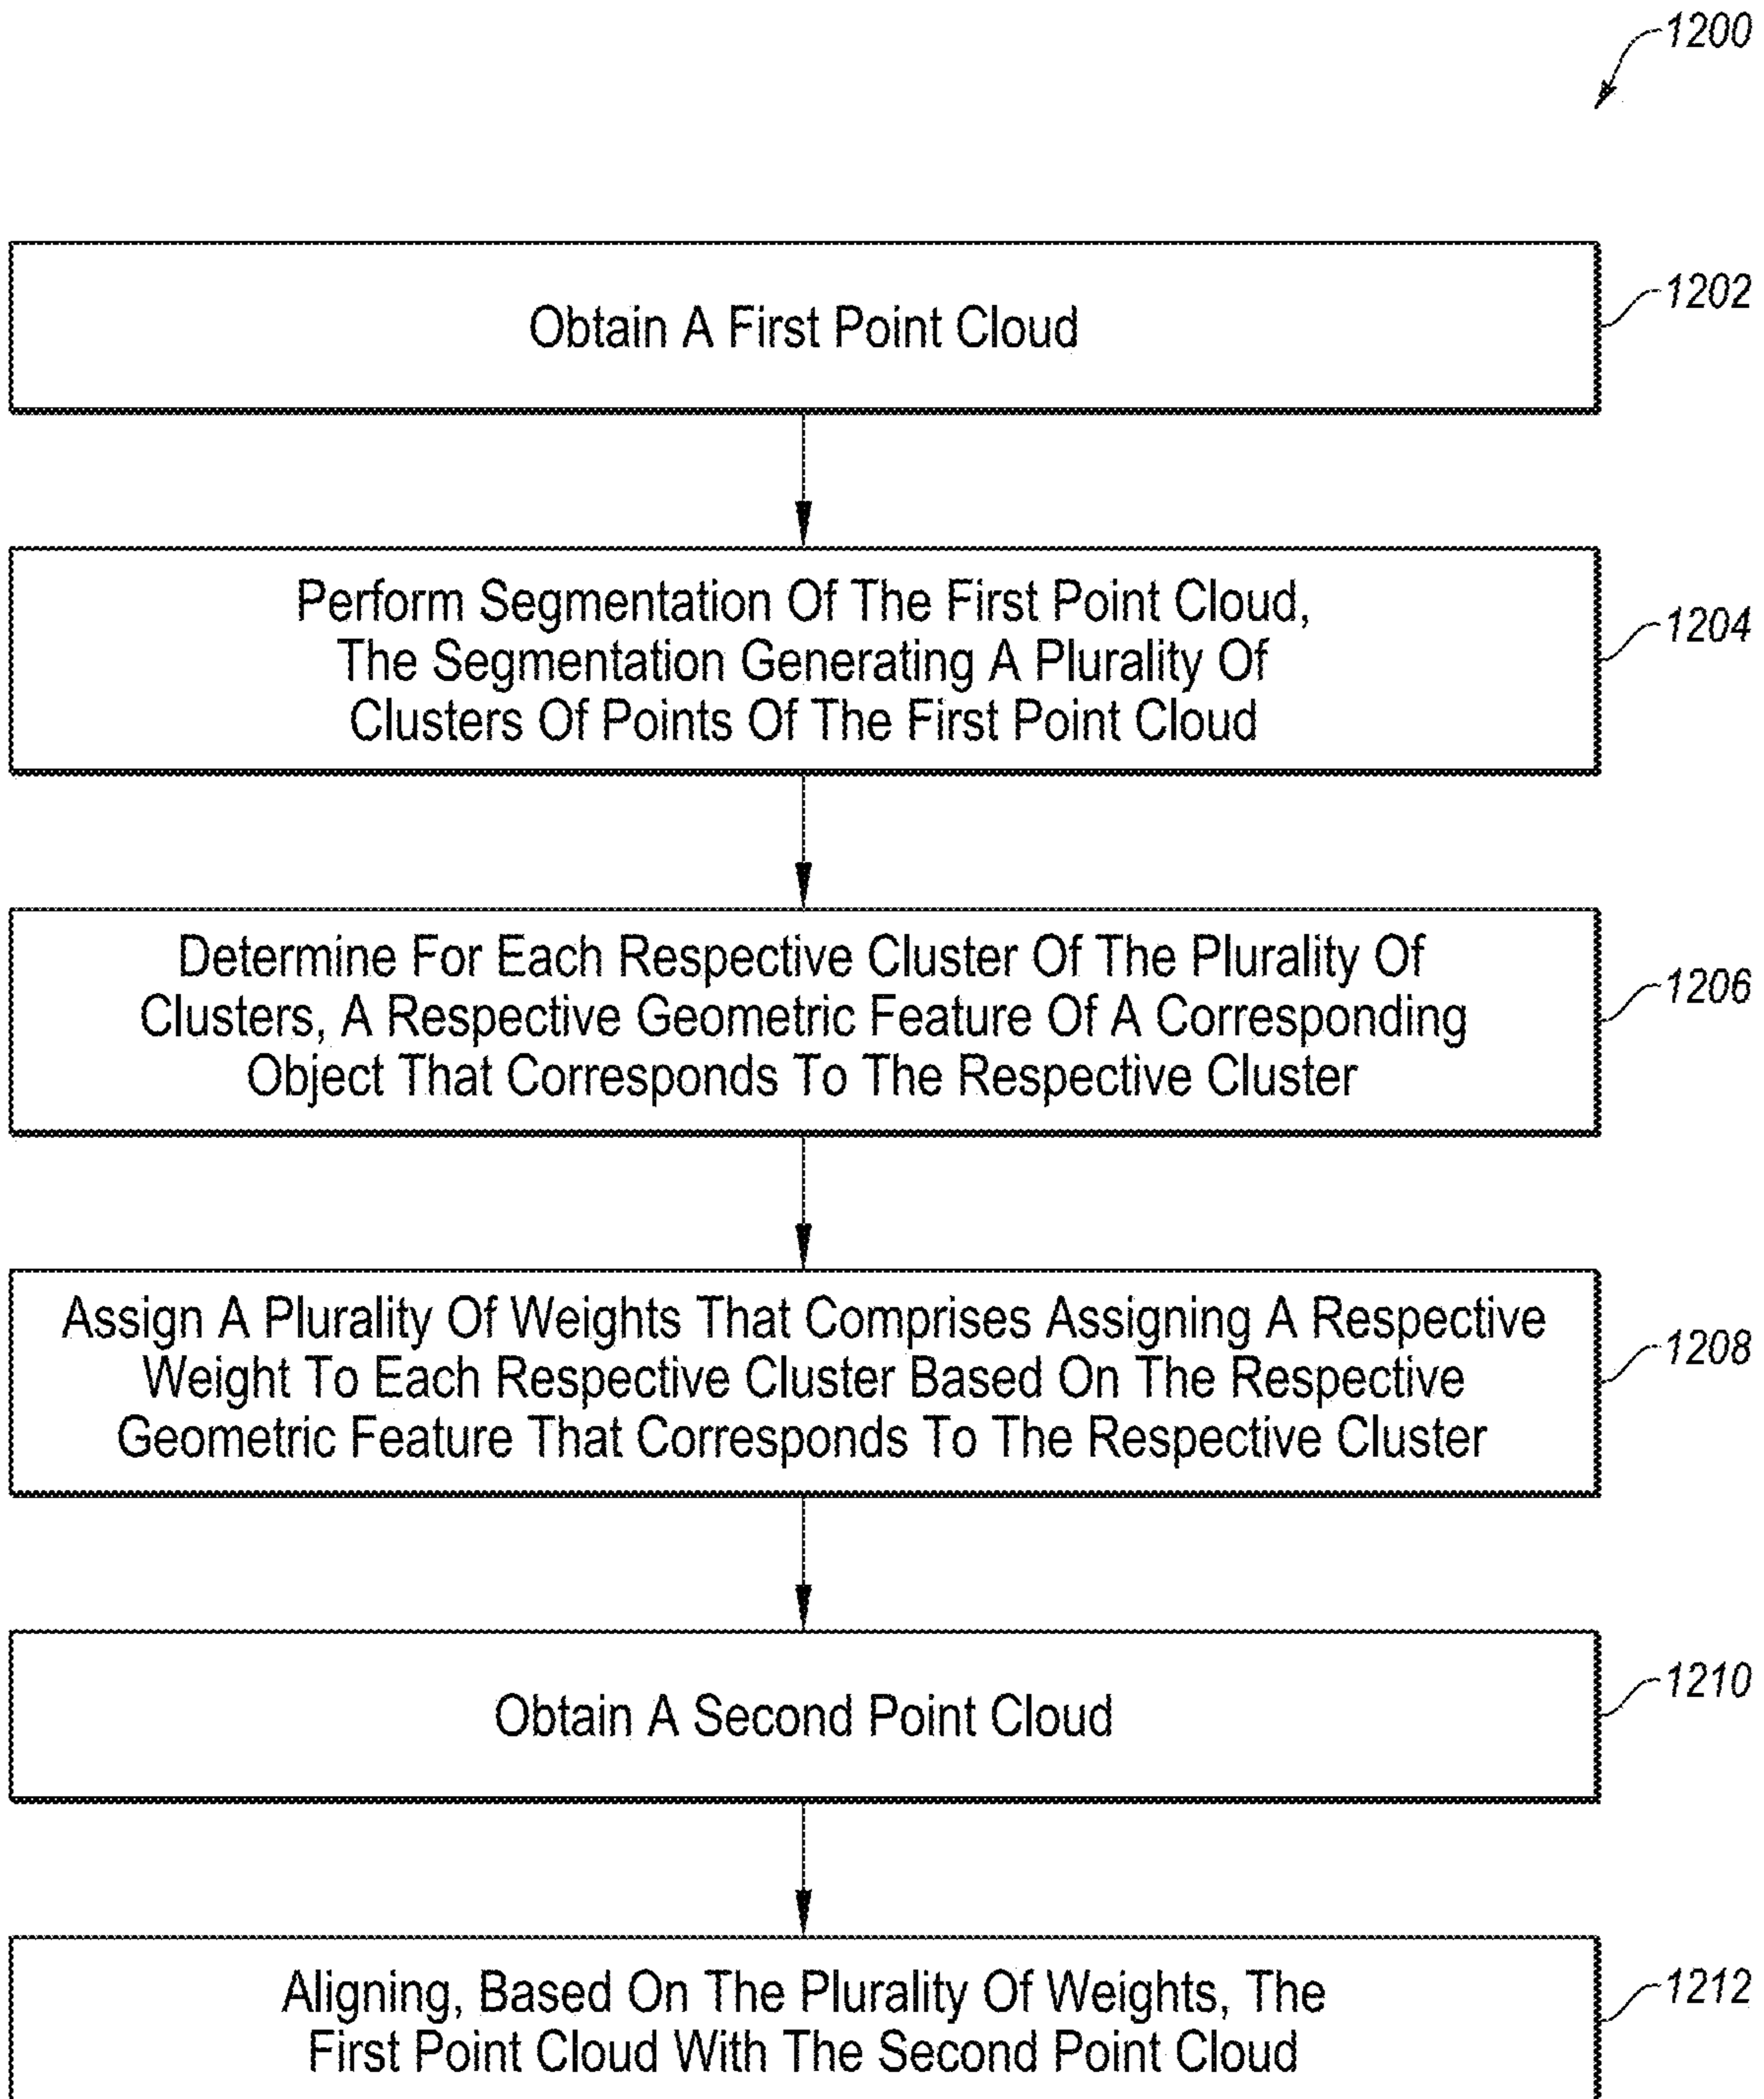 1200
Obtain A First Point Cloud
1202
Perform Segmentation Of The First Point Cloud,
The Segmentation Generating A Plurality Of
Clusters Of Points Of The First Point Cloud
1204
Determine For Each Respective Cluster Of The Plurality Of
Clusters, A Respective Geometric Feature Of A Corresponding
Object That Corresponds To The Respective Cluster
1206
Assign A Plurality Of Weights That Comprises Assigning A Respective
Weight To Each Respective Cluster Based On The Respective
Geometric Feature That Corresponds To The Respective Cluster
1208
Obtain A Second Point Cloud
1210
Aligning, Based On The Plurality Of Weights, The
First Point Cloud With The Second Point Cloud
1212